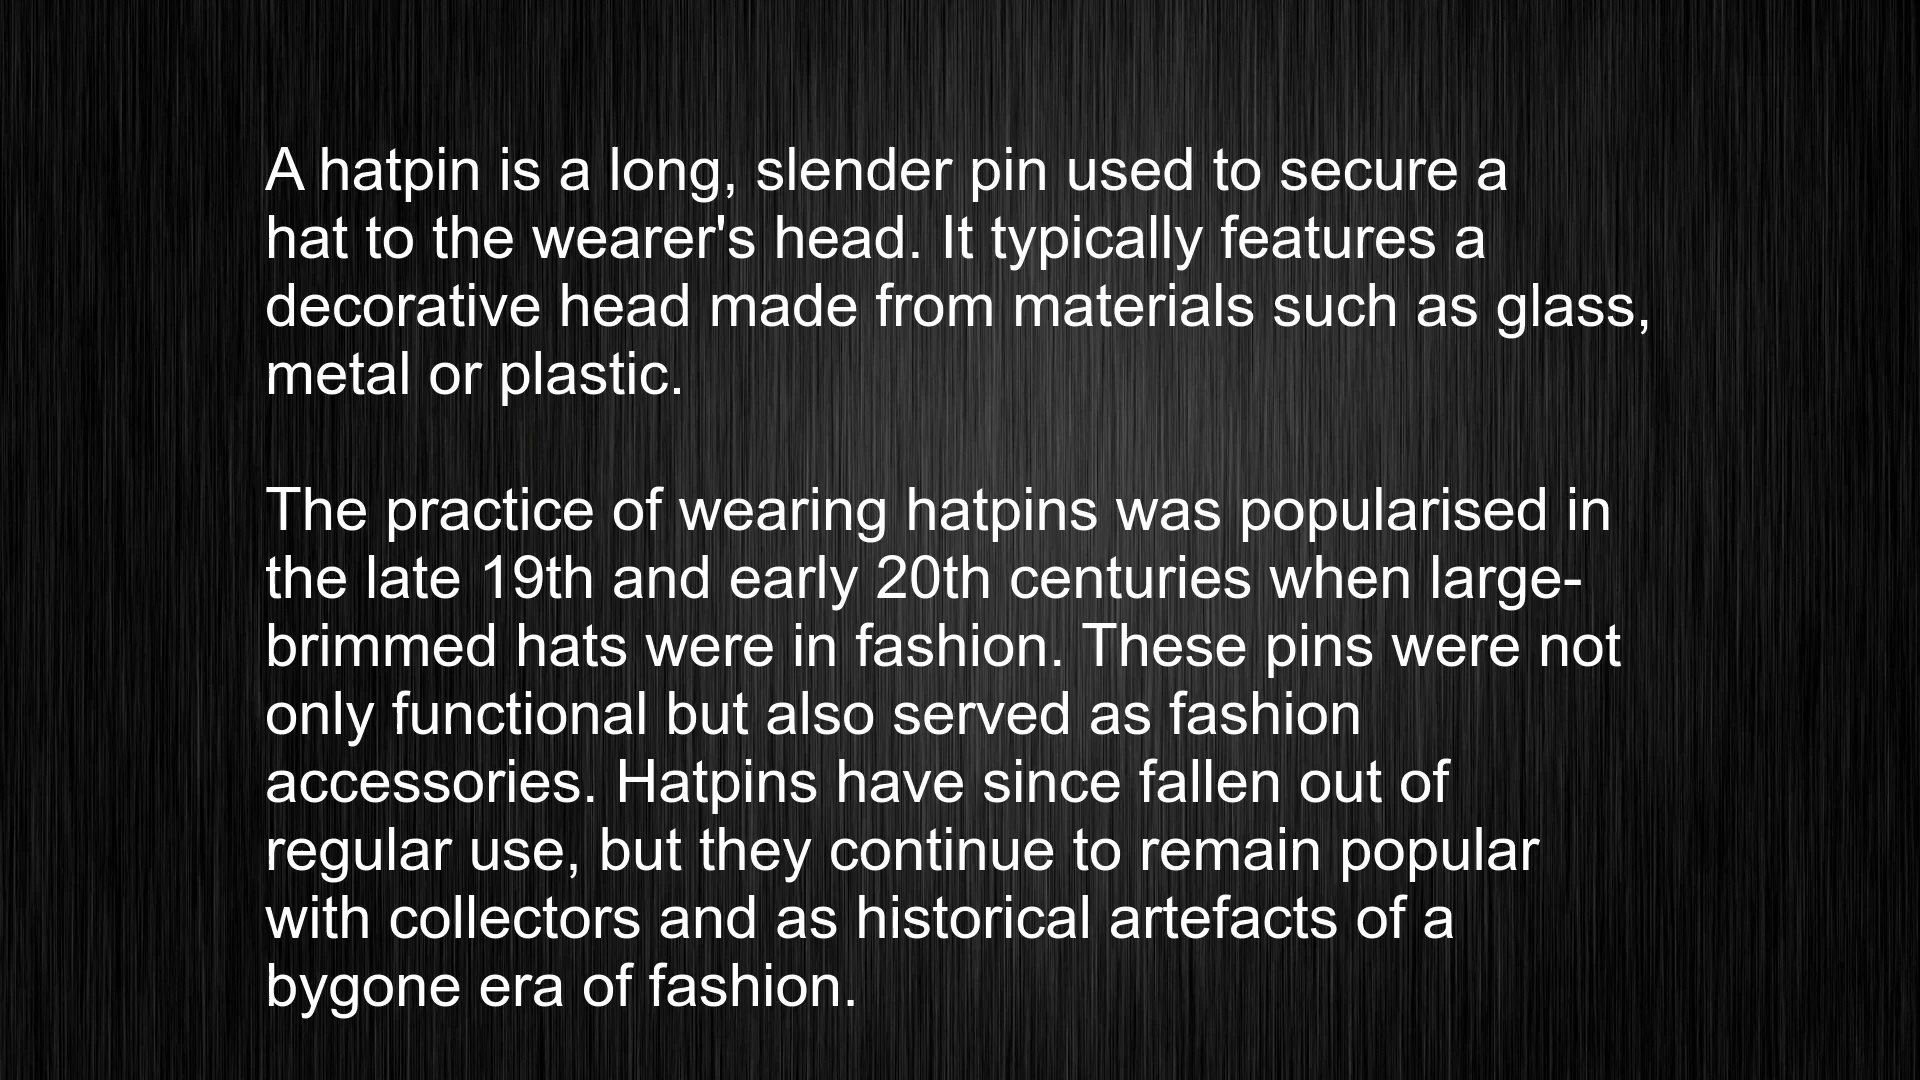 A hatpin is a long, slender pin used to secure a
hat to the wearer's head. It typically features a
decorative head made from materials such as glass,
metal or plastic.
The practice of wearing hatpins was popularised in
the late 19th and early 20th centuries when large-
brimmed hats were in fashion. These pins were not
only functional but also served as fashion
accessories. Hatpins have since fallen out of
regular use, but they continue to remain popular
with collectors and as historical artefacts of a
bygone era of fashion.